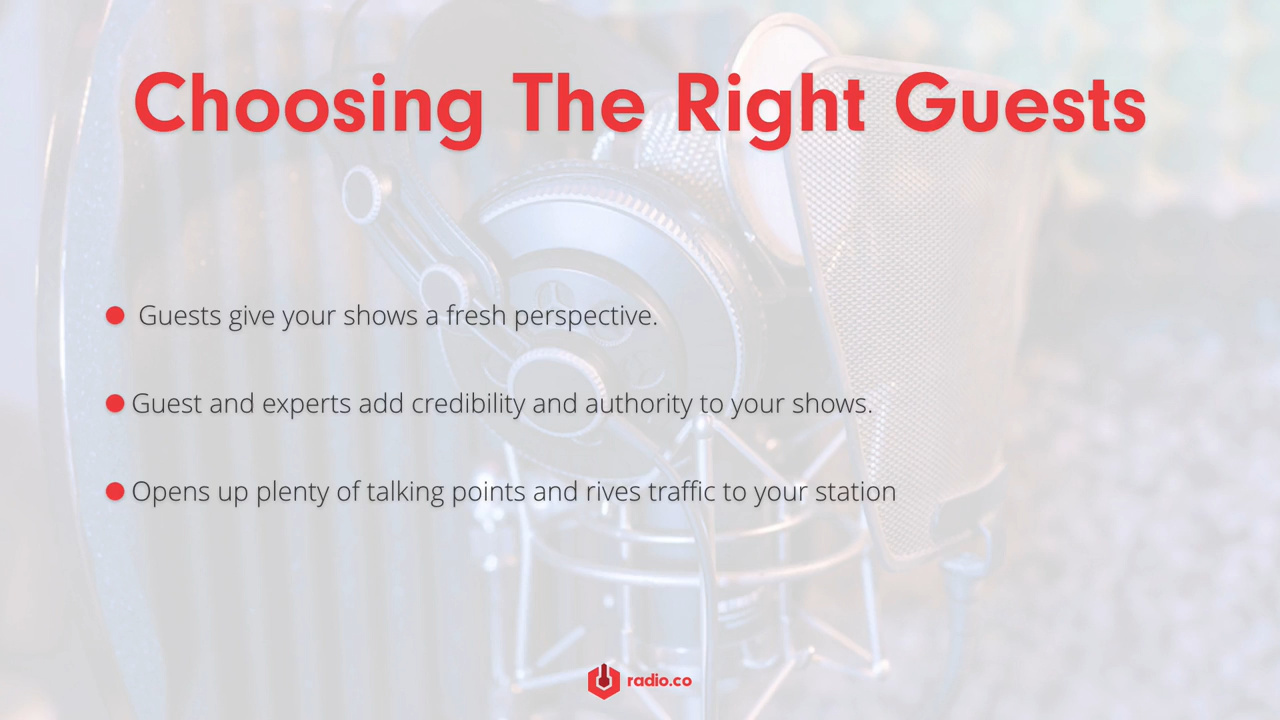 Choosing The Right Guests
Guests give your shows a fresh perspective.
Guest and experts add credibility and authority to your shows.
Opens up plenty of talking points and rives traffic to your station
radio.co